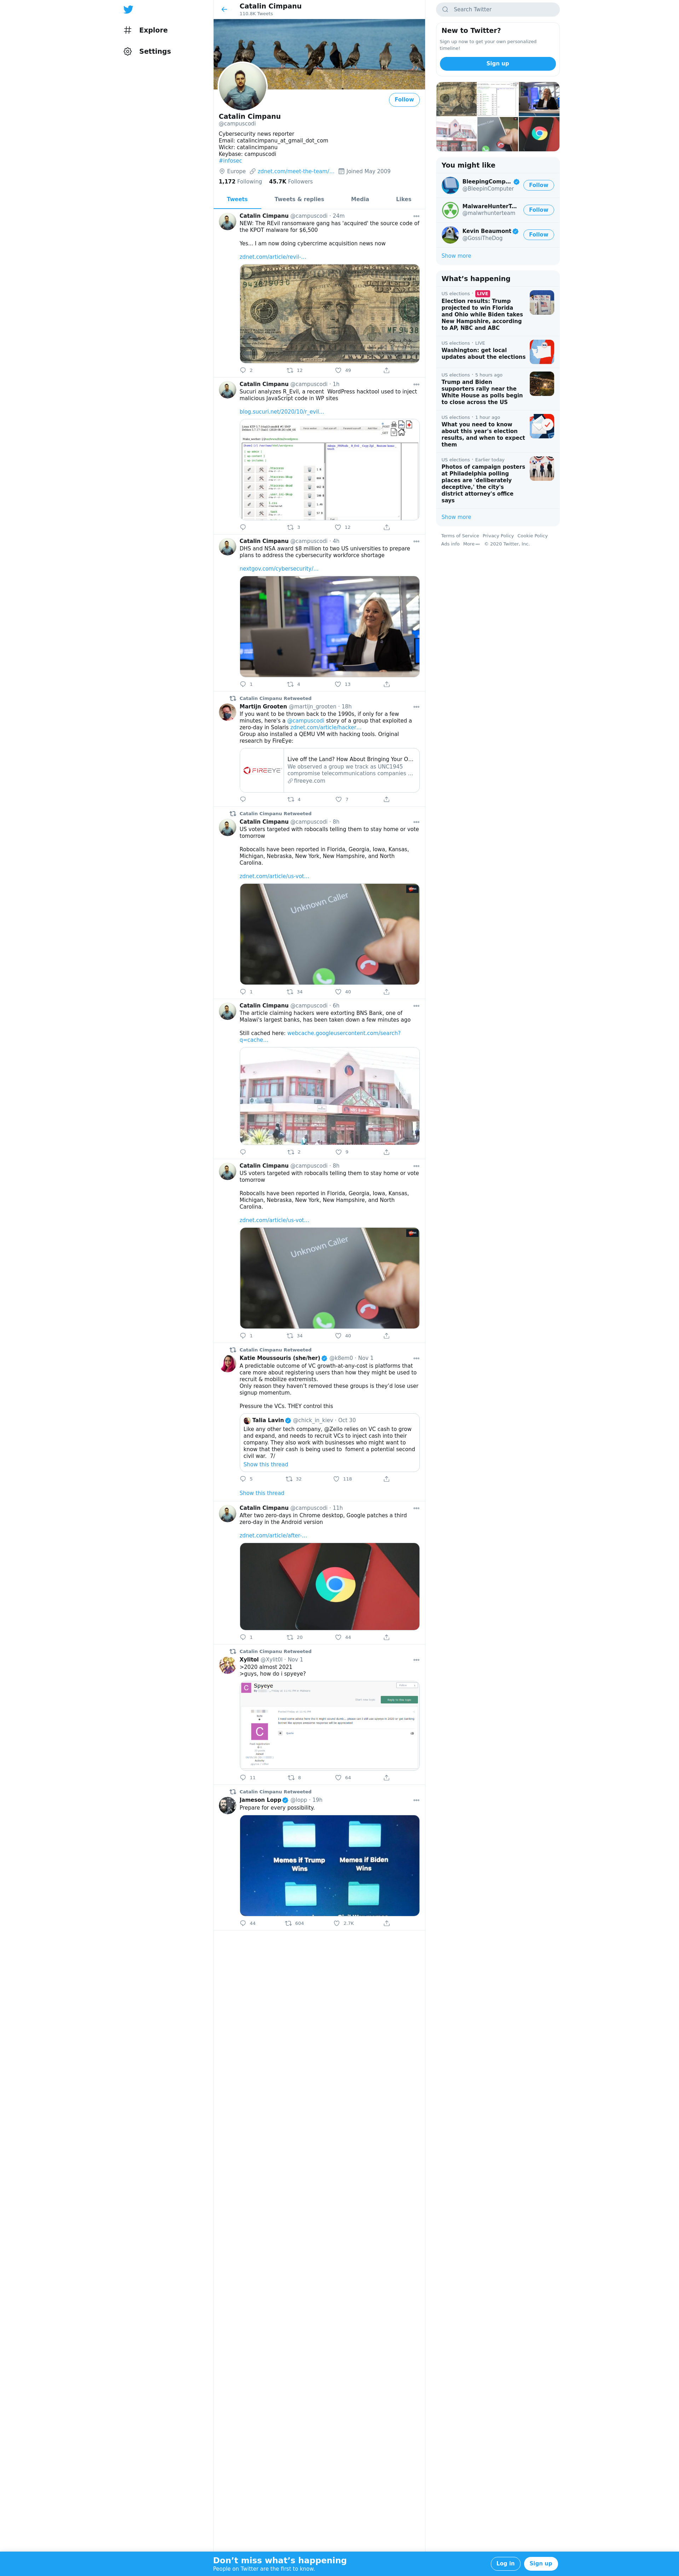 Catalin Cimpanu
110.6K Tweets
Explore
Settings
Follow
Catalin Cimpanu
@campuscodi
Cybersecurity news reporter
Email: catalincimpanu_at_gmail_dot_com
Wickr: catalincimpanu
Keybase: campuscodi
#infosec
Europe zdnet.com/meet-the-team/... Joined May 2009
1,172 Following 45.7K Followers
Tweets Tweets & replies Media Likes
Catalin Cimpanu @campuscodi · 24m
NEW: The REvil ransomware gang has 'acquired' the source code of
the KPOT malware for $6,500
Yes... I am now doing cybercrime acquisition news now
zdnet.com/article/revil-...
TWENTY
2 12 49
Catalin Cimpanu @campuscodi · 1h
Sucuri analyzes R_Evil, a recent WordPress hacktool used to inject
malicious JavaScript code in WP sites
blog.sucuri.net/2020/10/r_evil...
3 12
Catalin Cimpanu @campuscodi · 4h
DHS and NSA award $8 million to two US universities to prepare
plans to address the cybersecurity workforce shortage
nextgov.com/cybersecurity/...
1 4 13
Catalin Cimpanu Retweeted
Martijn Grooten @martijn_grooten · 18h
If you want to be thrown back to the 1990s, if only for a few
minutes, here's a @campuscodi story of a group that exploited a
zero-day in Solaris zdnet.com/article/hacker...
Group also installed a QEMU VM with hacking tools. Original
research by FireEye:
FIREEYE
Live off the Land? How About Bringing Your O...
We observed a group we track as UNC1945
compromise telecommunications companies ...
fireeye.com
4 7
Catalin Cimpanu Retweeted
Catalin Cimpanu @campuscodi · 8h
US voters targeted with robocalls telling them to stay home or vote
tomorrow
Robocalls have been reported in Florida, Georgia, Iowa, Kansas,
Michigan, Nebraska, New York, New Hampshire, and North
Carolina.
zdnet.com/article/us-vot...
Unknown Caller
1 34 40
Catalin Cimpanu @campuscodi · 6h
The article claiming hackers were extorting BNS Bank, one of
Malawi's largest banks, has been taken down a few minutes ago
Still cached here: webcache.googleusercontent.com/search?
q=cache...
2 9
Catalin Cimpanu @campuscodi · 8h
US voters targeted with robocalls telling them to stay home or vote
tomorrow
Robocalls have been reported in Florida, Georgia, Iowa, Kansas,
Michigan, Nebraska, New York, New Hampshire, and North
Carolina.
zdnet.com/article/us-vot...
Unknown Caller
1 34 40
Catalin Cimpanu Retweeted
Katie Moussouris (she/her) @k8em0 · Nov 1
A predictable outcome of VC growth-at-any-cost is platforms that
care more about registering users than how they might be used to
recruit & mobilize extremists.
Only reason they haven't removed these groups is they'd lose user
signup momentum.
Pressure the VCs. THEY control this
Talia Lavin @chick_in_kiev · Oct 30
Like any other tech company, @Zello relies on VC cash to grow
and expand, and needs to recruit VCs to inject cash into their
company. They also work with businesses who might want to
know that their cash is being used to foment a potential second
civil war. 7/
Show this thread
5 32 118
Show this thread
Catalin Cimpanu @campuscodi · 11h
After two zero-days in Chrome desktop, Google patches a third
zero-day in the Android version
zdnet.com/article/after-...
1 20 44
Catalin Cimpanu Retweeted
Xylitol @Xylit0l · Nov 1
>2020 almost 2021
>guys, how do i spyeye?
C Spyeye
C
11 8 64
Catalin Cimpanu Retweeted
Jameson Lopp @lopp · 19h
Prepare for every possibility.
Memes if Trump Wins
Memes if Biden Wins
44 604 2.7K
Search Twitter
New to Twitter?
Sign up now to get your own personalized
timeline!
Sign up
You might like
BleepingComp...
@BleepinComputer
Follow
MalwareHunterT...
@malwrhunterteam
Follow
Kevin Beaumont
@GossiTheDog
Follow
Show more
What's happening
US elections · LIVE
Election results: Trump
projected to win Florida
and Ohio while Biden takes
New Hampshire, according
to AP, NBC and ABC
US elections · LIVE
Washington: get local
updates about the elections
US elections · 5 hours ago
Trump and Biden
supporters rally near the
White House as polls begin
to close across the US
US elections · 1 hour ago
What you need to know
about this year's election
results, and when to expect
them
US elections · Earlier today
Photos of campaign posters
at Philadelphia polling
places are 'deliberately
deceptive,' the city's
district attorney's office
says
Show more
Terms of Service Privacy Policy Cookie Policy
Ads info More © 2020 Twitter, Inc.
Don't miss what's happening
People on Twitter are the first to know.
Log in Sign up